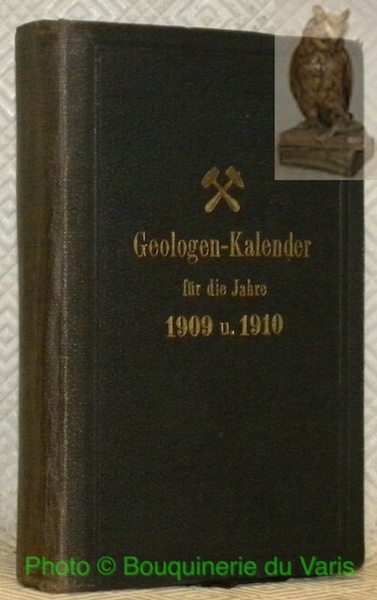 Geologen-Kalender
für die Jahre
1909 u. 1910
Photo © Bouquinerie du Varis